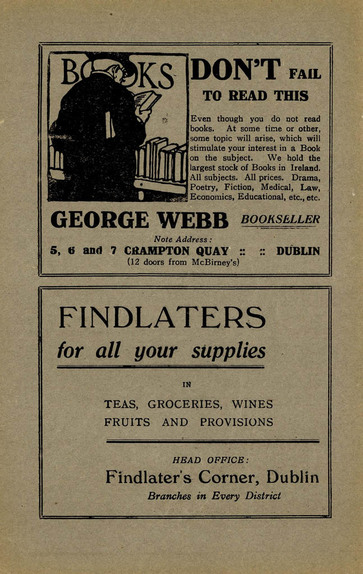 BOOKS
DON'T FAIL
TO READ THIS
Even though you do not read
books. At some time or other,
some topic will arise, which will
stimulate your interest in a Book
on the subject. We hold the
largest stock of Books in Ireland.
All subjects. All prices. Drama,
Poetry, Fiction, Medical, Law,
Economics, Educational, etc., etc.
GEORGE WEBB BOOKSELLER
Note Address:
5, 6 and 7 CRAMPTON QUAY :: :: DUBLIN
(12 doors from McBirney's)
FINDLATERS
for all your supplies
IN
TEAS, GROCERIES, WINES
FRUITS AND PROVISIONS
HEAD OFFICE:
Findlater's Corner, Dublin
Branches in Every District